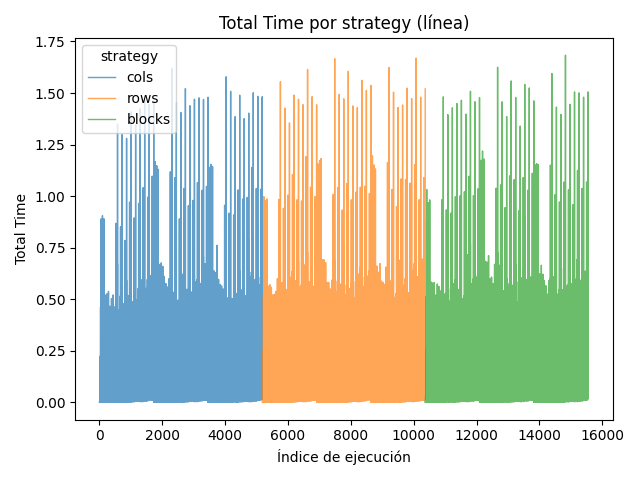 Total Time por strategy (línea)
Total Time
1.75
1.50
1.25
1.00
0.75
0.50
0.25
0.00
strategy
cols
rows
blocks
0 2000 4000 6000 8000 10000 12000 14000 16000
Índice de ejecución